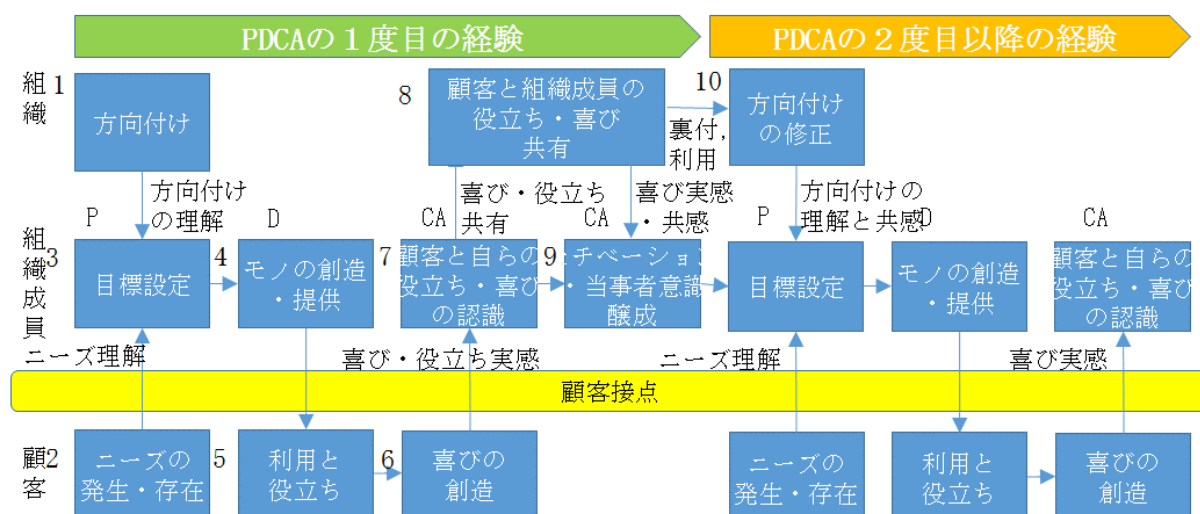 PDCAの１度目の経験
PDCAの２度目以降の経験
組
織
1
方向付け
8
顧客と組織成員の
役立ち・喜び
共有
10
方向付け
の修正
裏付,
利用
方向付け
の理解
喜び・役立ち
共有
喜び実感
・共感
方向付けの
理解と共感
P
D
CA
CA
P
D
CA
組
織
成
員
3
目標設定
4
モノの創造
・提供
7
顧客と自らの
役立ち・喜び
の認識
9
チベーション
・当事者意識
醸成
目標設定
モノの創造
・提供
顧客と自らの
役立ち・喜び
の認識
ニーズ理解
喜び・役立ち実感
ニーズ理解
喜び実感
顧客接点
顧
客
2
ニーズの
発生・存在
5
利用と
役立ち
6
喜びの
創造
ニーズの
発生・存在
利用と
役立ち
喜びの
創造